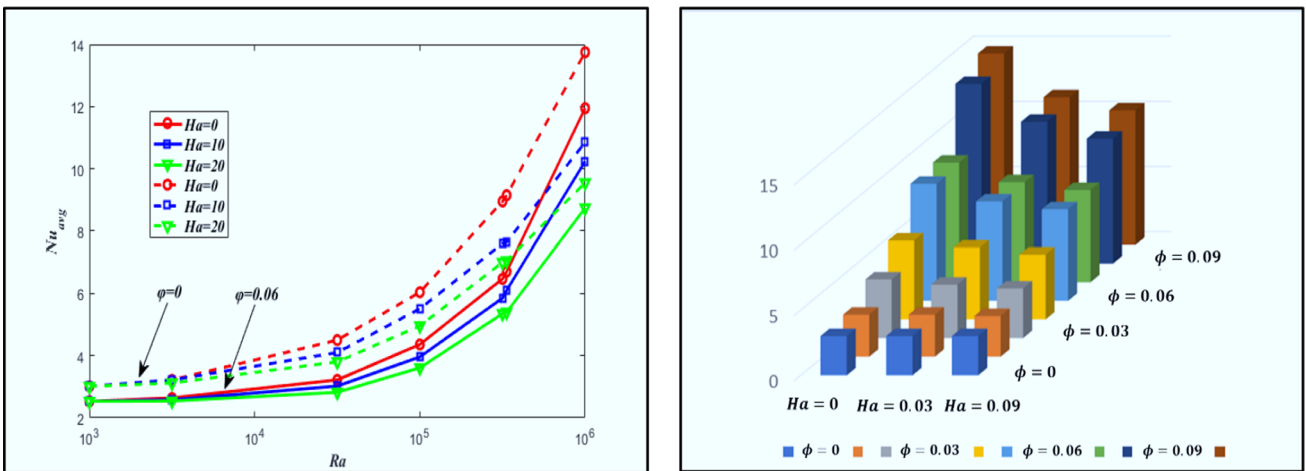 14
12
10
8
6
4
2
Nu_avg
Ha=0
Ha=10
Ha=20
Ha=0
Ha=10
Ha=20
φ=0
φ=0.06
10^3
10^4
10^5
10^6
Ra
15
10
5
0
ϕ = 0.09
ϕ = 0.06
ϕ = 0.03
ϕ = 0
Ha = 0 Ha = 0.03 Ha = 0.09
ϕ = 0 ϕ = 0.03 ϕ = 0.06 ϕ = 0.09